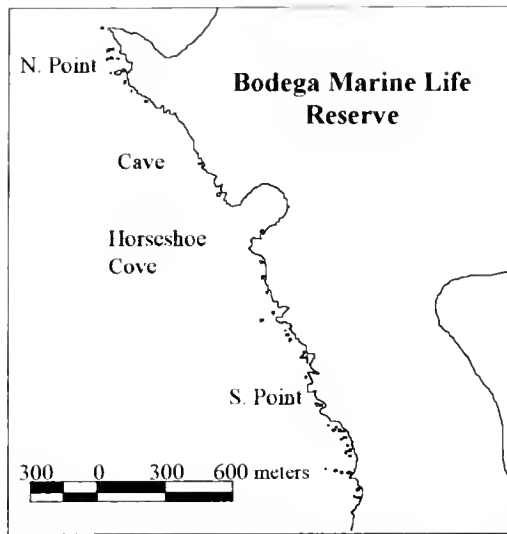 N. Point
Bodega Marine Life
Reserve
Cave
Horseshoe
Cove
S. Point
300 0 300 600 meters